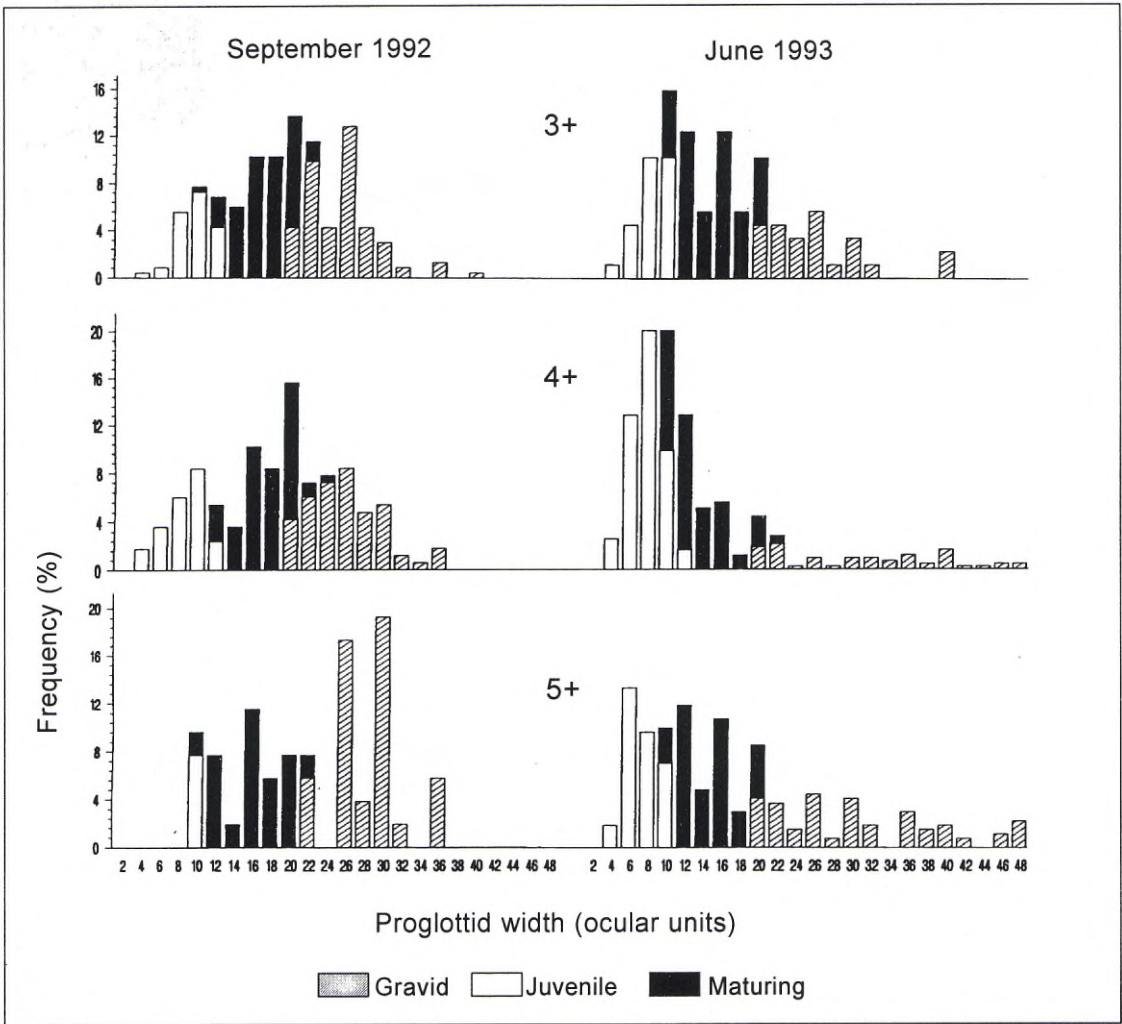 September 1992
June 1993
16
12
8
4
0
3+
20
16
12
8
4
0
4+
20
16
12
8
4
0
5+
Frequency (%)
2 4 6 8 10 12 14 16 18 20 22 24 26 28 30 32 34 36 38 40 42 44 46 48
2 4 6 8 10 12 14 16 18 20 22 24 26 28 30 32 34 36 38 40 42 44 46 48
Proglottid width (ocular units)
Gravid Juvenile Maturing